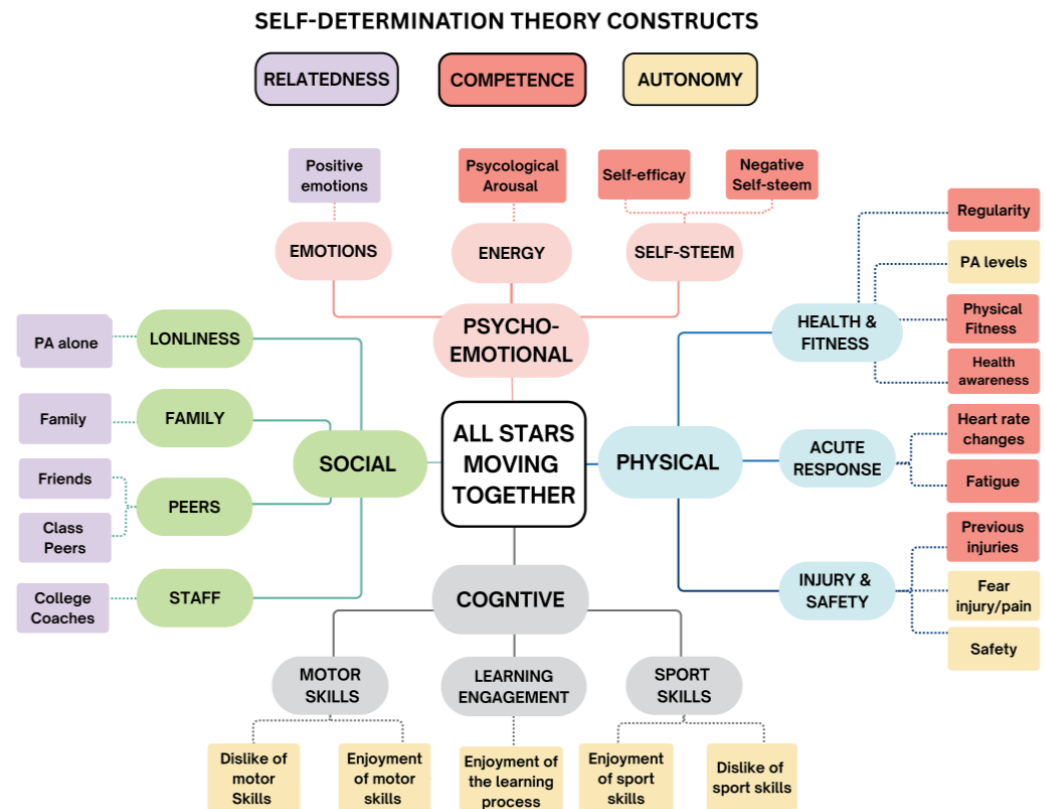 SELF-DETERMINATION THEORY CONSTRUCTS
RELATEDNESS
COMPETENCE
AUTONOMY
Positive
emotions
Psycological
Arousal
Self-efficay
Negative
Self-steem
EMOTIONS
ENERGY
SELF-STEEM
PSYCHO-
EMOTIONAL
PA alone
LONLINESS
Family
FAMILY
Friends
Class
Peers
PEERS
College
Coaches
STAFF
SOCIAL
ALL STARS
MOVING
TOGETHER
PHYSICAL
HEALTH &
FITNESS
Regularity
PA levels
Physical
Fitness
Health
awareness
ACUTE
RESPONSE
Heart rate
changes
Fatigue
INJURY &
SAFETY
Previous
injuries
Fear
injury/pain
Safety
COGNTIVE
MOTOR
SKILLS
LEARNING
ENGAGEMENT
SPORT
SKILLS
Dislike of
motor
Skills
Enjoyment
of motor
skills
Enjoyment of
the learning
process
Enjoyment
of sport
skills
Dislike of
sport skills